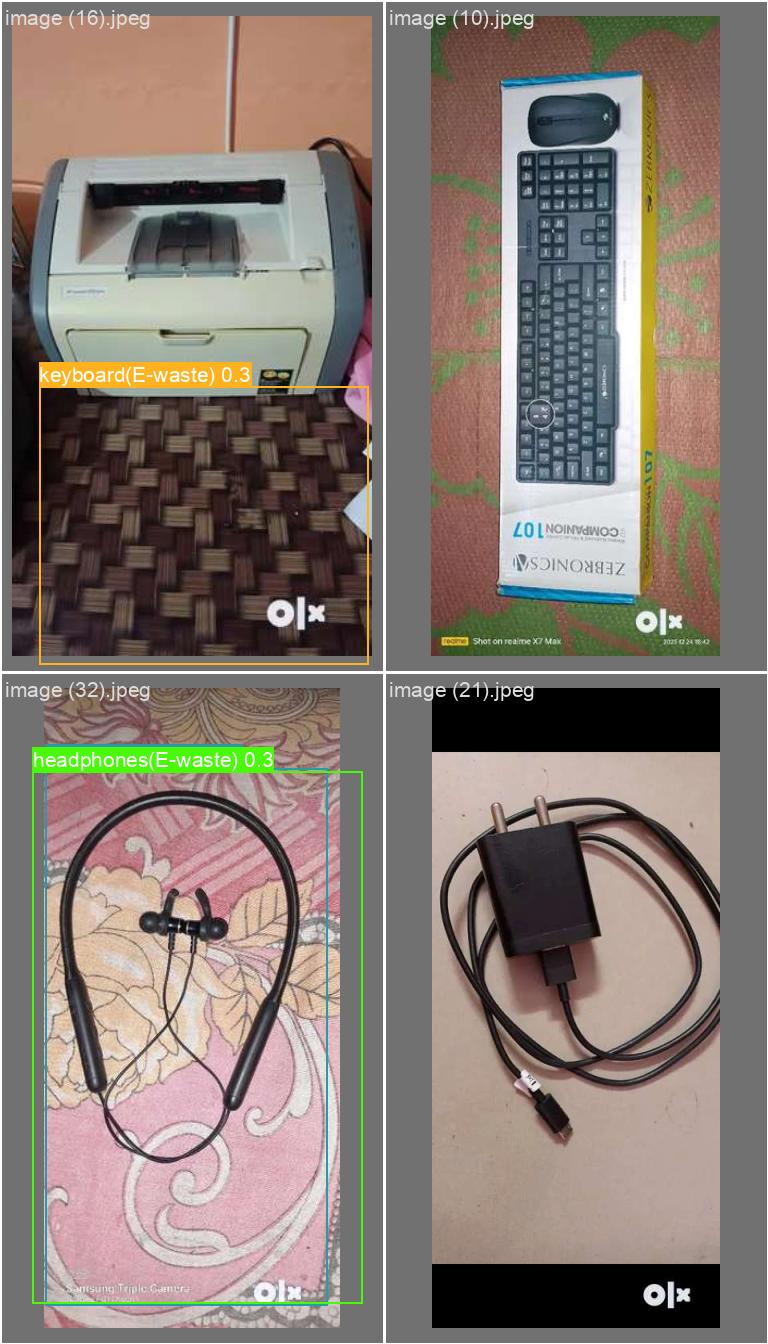 image (16).jpeg
keyboard(E-waste) 0.3
OLX
image (10).jpeg
ZEBRONICS
COMPANION 107
COMPANION 107
ZEBRONICS
OLX
realme Shot on realme X7 Max
2023.12.24 18:42
image (32).jpeg
headphones(E-waste) 0.3
Samsung Triple Camera
OLX
image (21).jpeg
OLX